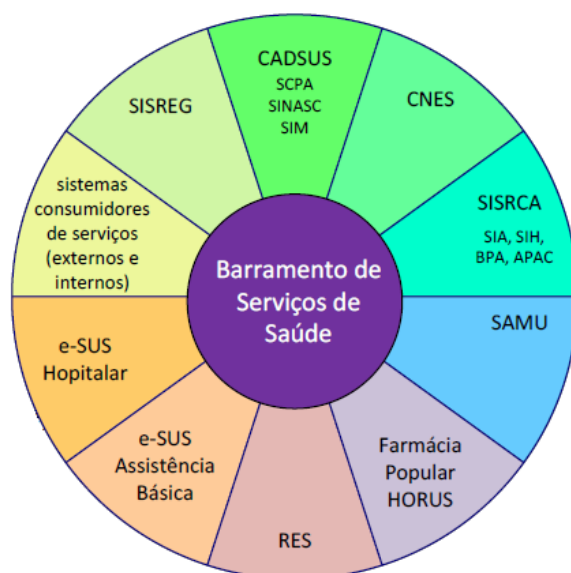 CADSUS
SCPA
SINASC
SIM
CNES
SISRCA
SIA, SIH,
BPA, APAC
SAMU
Farmácia
Popular
HORUS
RES
e-SUS
Assistência
Básica
e-SUS
Hopitalar
sistemas
consumidores
de serviços
(externos e
internos)
SISREG
Barramento de
Serviços de
Saúde